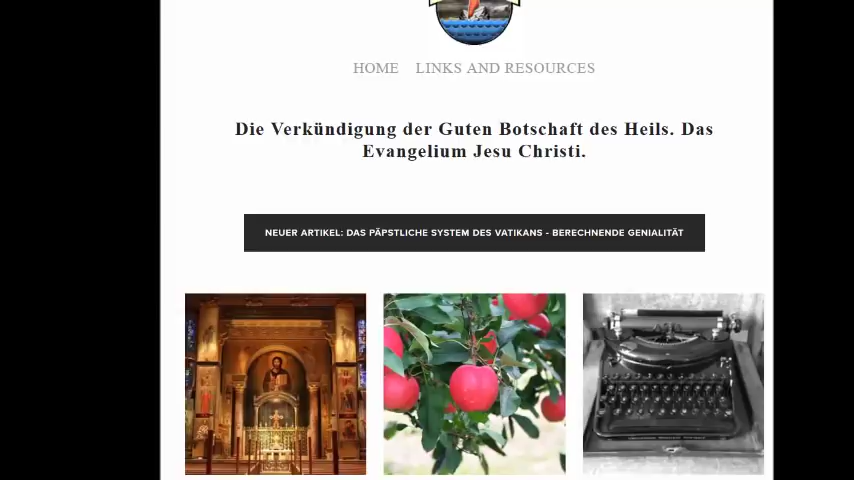 HOME LINKS AND RESOURCES
Die Verkündigung der Guten Botschaft des Heils. Das
Evangelium Jesu Christi.
NEUER ARTIKEL: DAS PÄPSTLICHE SYSTEM DES VATIKANS - BERECHNENDE GENIALITÄT